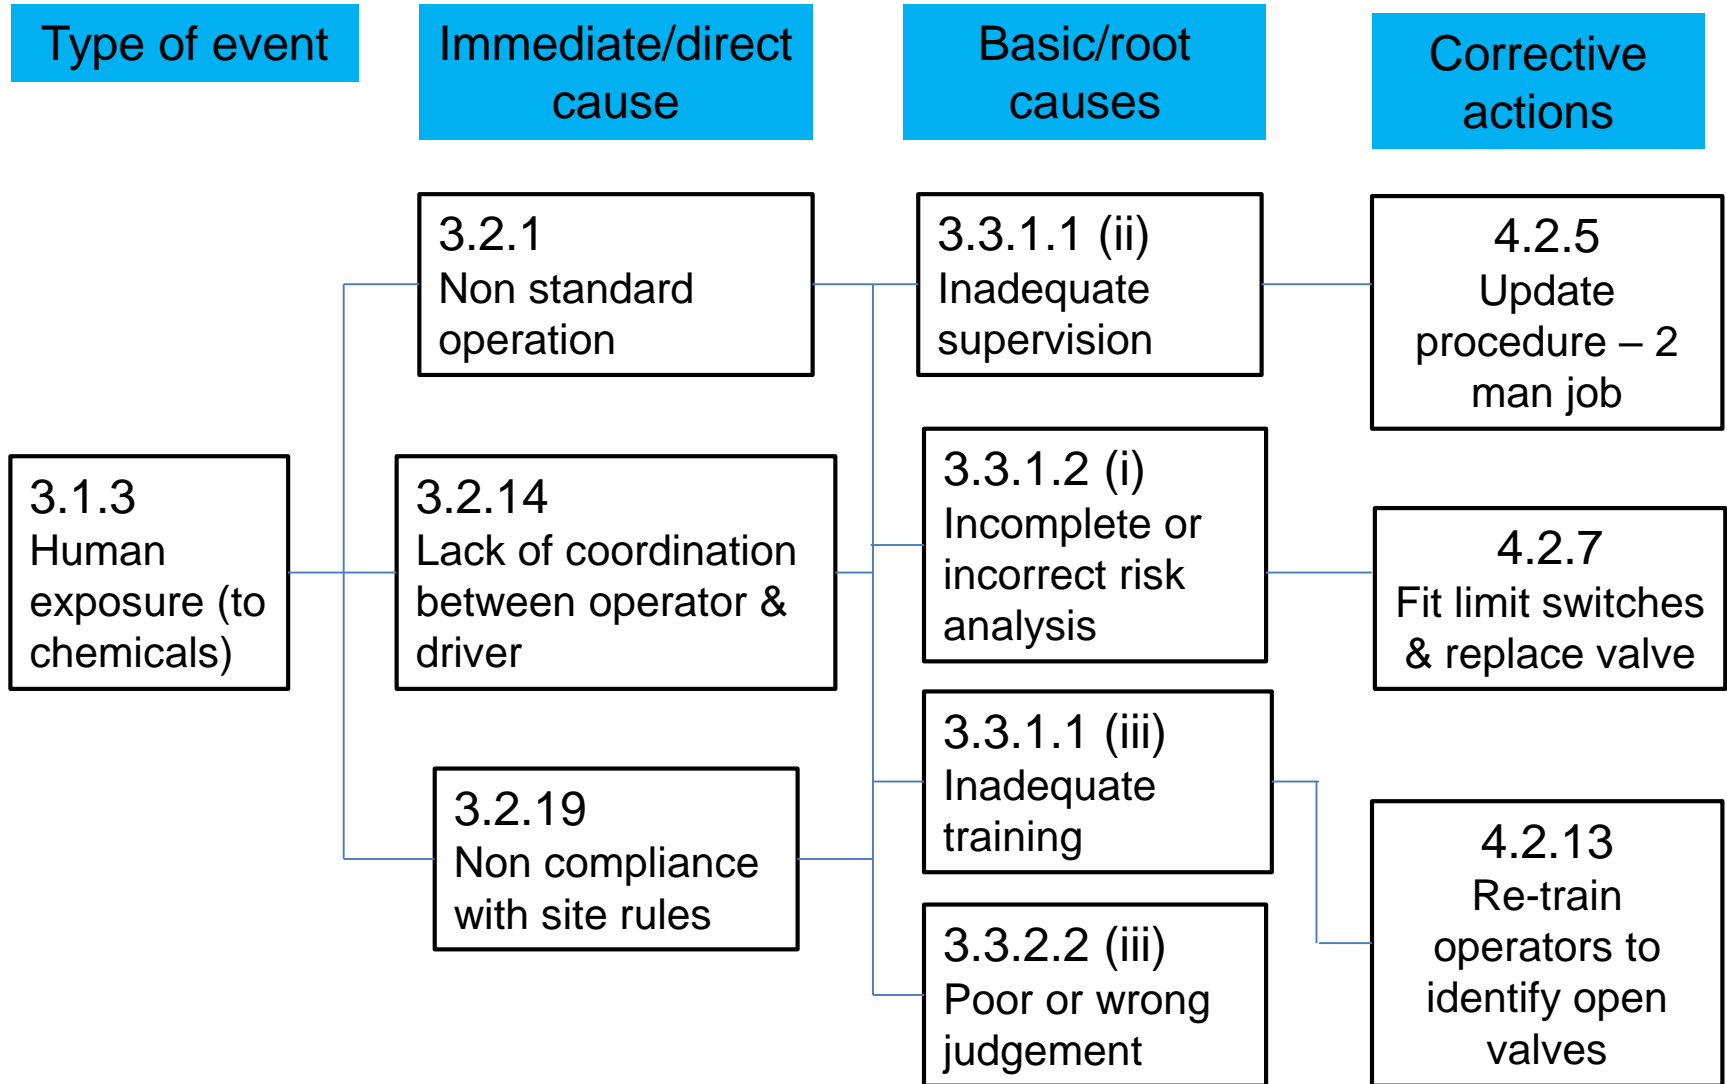 Type of event
Immediate/direct
cause
Basic/root
causes
Corrective
actions
3.2.1
Non standard
operation
3.3.1.1 (ii)
Inadequate
supervision
4.2.5
Update
procedure – 2
man job
3.1.3
Human
exposure (to
chemicals)
3.2.14
Lack of coordination
between operator &
driver
3.3.1.2 (i)
Incomplete or
incorrect risk
analysis
4.2.7
Fit limit switches
& replace valve
3.2.19
Non compliance
with site rules
3.3.1.1 (iii)
Inadequate
training
3.3.2.2 (iii)
Poor or wrong
judgement
4.2.13
Re-train
operators to
identify open
valves